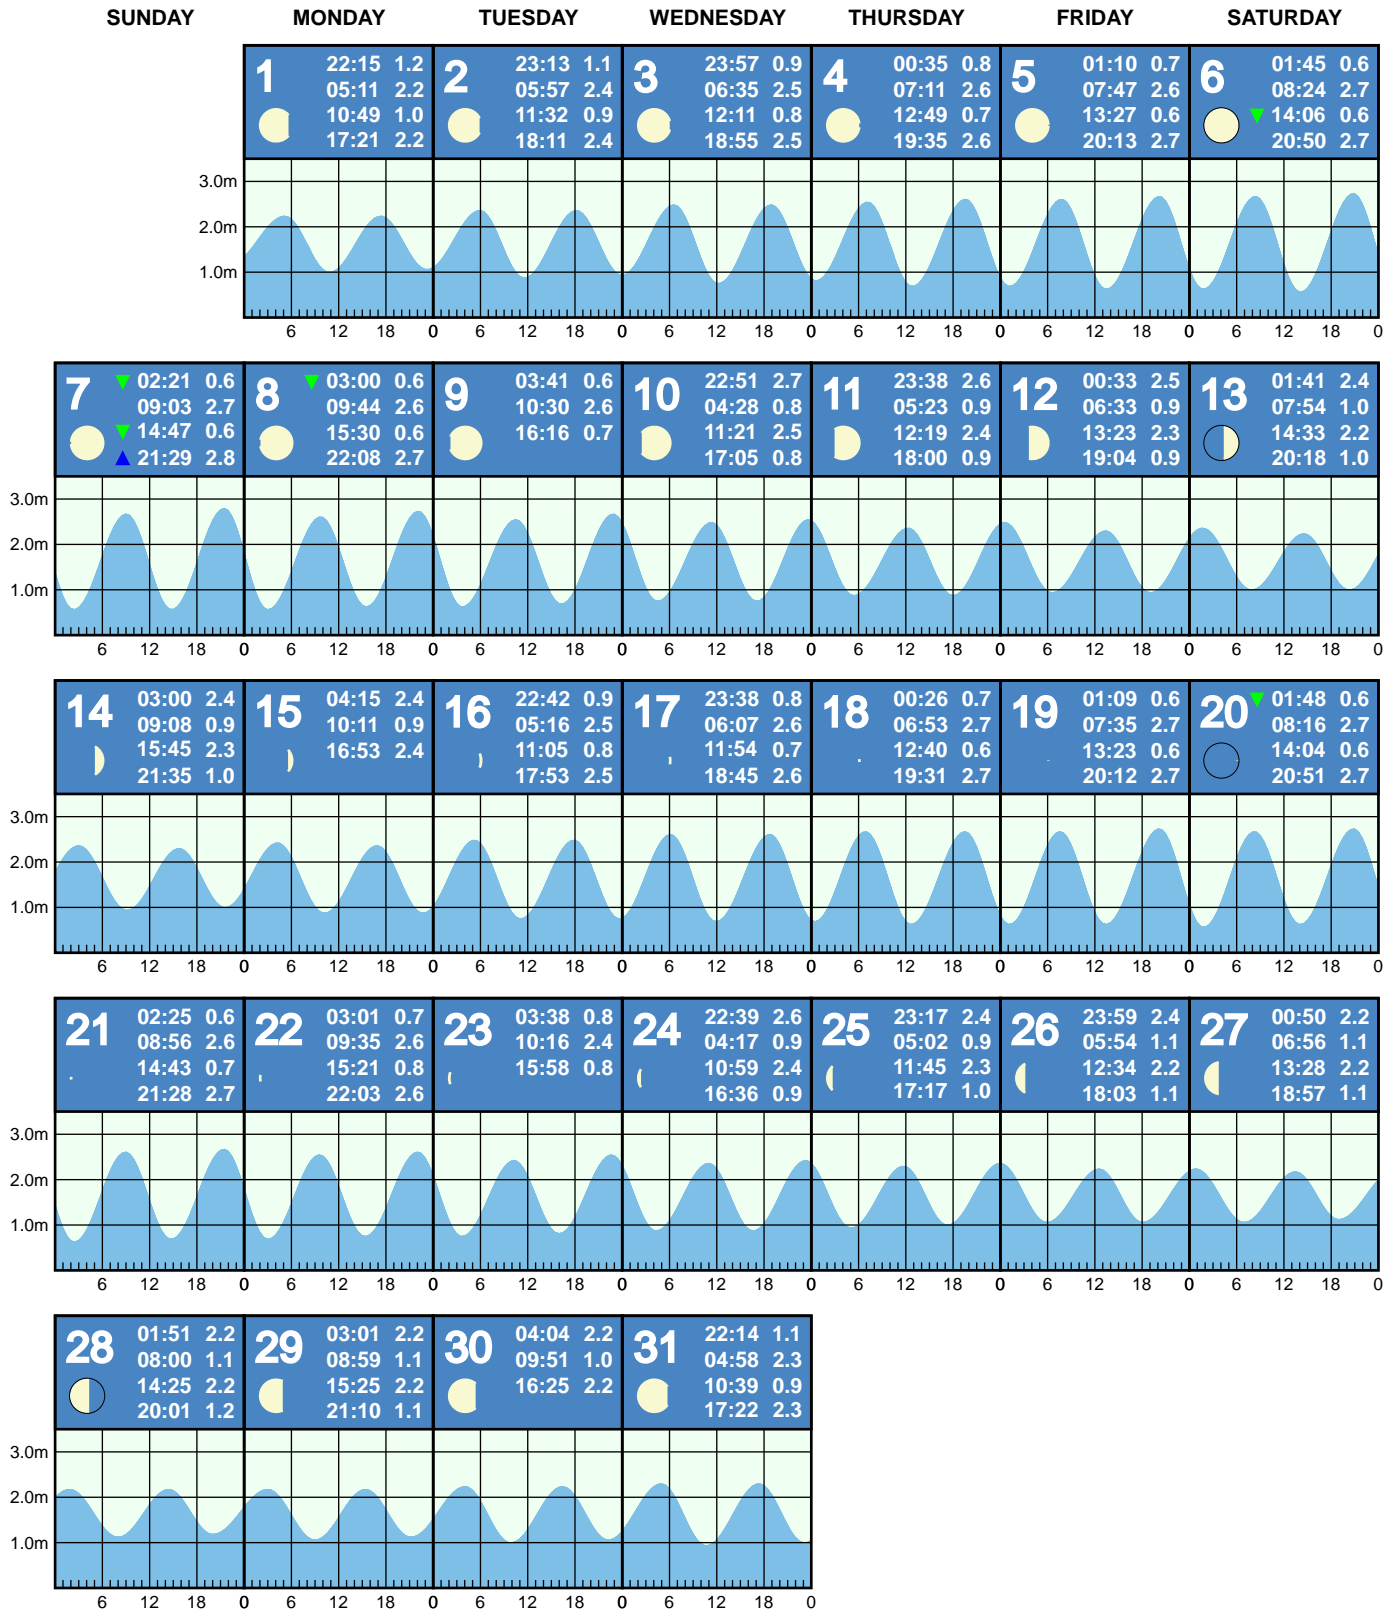 SUNDAY MONDAY TUESDAY WEDNESDAY THURSDAY FRIDAY SATURDAY
1 22:15 1.2
05:11 2.2
10:49 1.0
17:21 2.2
2 23:13 1.1
05:57 2.4
11:32 0.9
18:11 2.4
3 23:57 0.9
06:35 2.5
12:11 0.8
18:55 2.5
4 00:35 0.8
07:11 2.6
12:49 0.7
19:35 2.6
5 01:10 0.7
07:47 2.6
13:27 0.6
20:13 2.7
6 01:45 0.6
08:24 2.7
14:06 0.6
20:50 2.7
3.0m
2.0m
1.0m
6 12 18 0 6 12 18 0 6 12 18 0 6 12 18 0 6 12 18 0 6 12 18 0
7 02:21 0.6
09:03 2.7
14:47 0.6
21:29 2.8
8 03:00 0.6
09:44 2.6
15:30 0.6
22:08 2.7
9 03:41 0.6
10:30 2.6
16:16 0.7
10 22:51 2.7
04:28 0.8
11:21 2.5
17:05 0.8
11 23:38 2.6
05:23 0.9
12:19 2.4
18:00 0.9
12 00:33 2.5
06:33 0.9
13:23 2.3
19:04 0.9
13 01:41 2.4
07:54 1.0
14:33 2.2
20:18 1.0
3.0m
2.0m
1.0m
6 12 18 0 6 12 18 0 6 12 18 0 6 12 18 0 6 12 18 0 6 12 18 0 6 12 18 0
14 03:00 2.4
09:08 0.9
15:45 2.3
21:35 1.0
15 04:15 2.4
10:11 0.9
16:53 2.4
16 22:42 0.9
05:16 2.5
11:05 0.8
17:53 2.5
17 23:38 0.8
06:07 2.6
11:54 0.7
18:45 2.6
18 00:26 0.7
06:53 2.7
12:40 0.6
19:31 2.7
19 01:09 0.6
07:35 2.7
13:23 0.6
20:12 2.7
20 01:48 0.6
08:16 2.7
14:04 0.6
20:51 2.7
3.0m
2.0m
1.0m
6 12 18 0 6 12 18 0 6 12 18 0 6 12 18 0 6 12 18 0 6 12 18 0 6 12 18 0
21 02:25 0.6
08:56 2.6
14:43 0.7
21:28 2.7
22 03:01 0.7
09:35 2.6
15:21 0.8
22:03 2.6
23 03:38 0.8
10:16 2.4
15:58 0.8
24 22:39 2.6
04:17 0.9
10:59 2.4
16:36 0.9
25 23:17 2.4
05:02 0.9
11:45 2.3
17:17 1.0
26 23:59 2.4
05:54 1.1
12:34 2.2
18:03 1.1
27 00:50 2.2
06:56 1.1
13:28 2.2
18:57 1.1
3.0m
2.0m
1.0m
6 12 18 0 6 12 18 0 6 12 18 0 6 12 18 0 6 12 18 0 6 12 18 0 6 12 18 0
28 01:51 2.2
08:00 1.1
14:25 2.2
20:01 1.2
29 03:01 2.2
08:59 1.1
15:25 2.2
21:10 1.1
30 04:04 2.2
09:51 1.0
16:25 2.2
31 22:14 1.1
04:58 2.3
10:39 0.9
17:22 2.3
3.0m
2.0m
1.0m
6 12 18 0 6 12 18 0 6 12 18 0 6 12 18 0